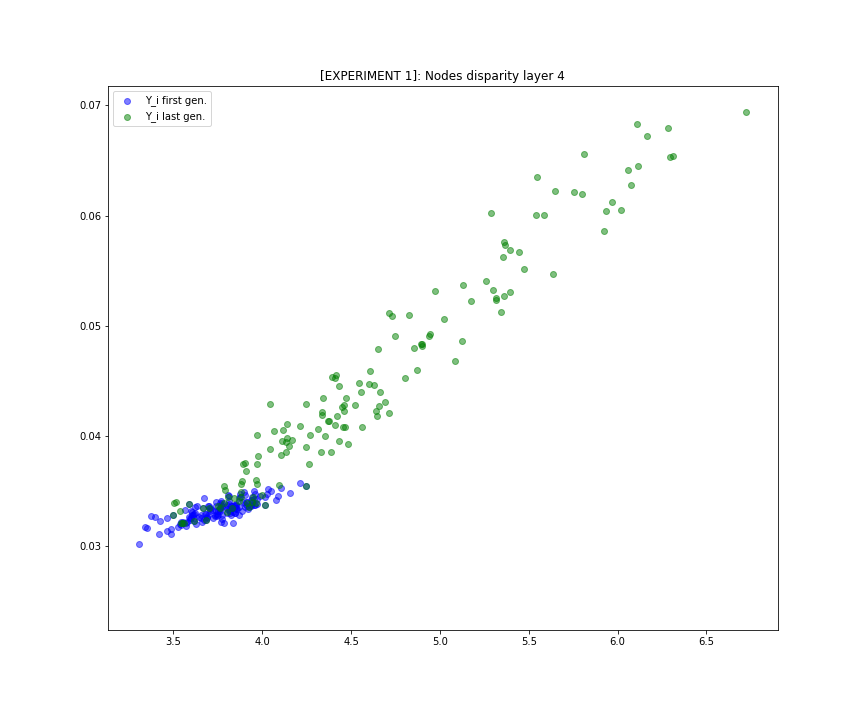 [EXPERIMENT 1]: Nodes disparity layer 4
Y_i first gen.
Y_i last gen.
0.07
0.06
0.05
0.04
0.03
3.5 4.0 4.5 5.0 5.5 6.0 6.5